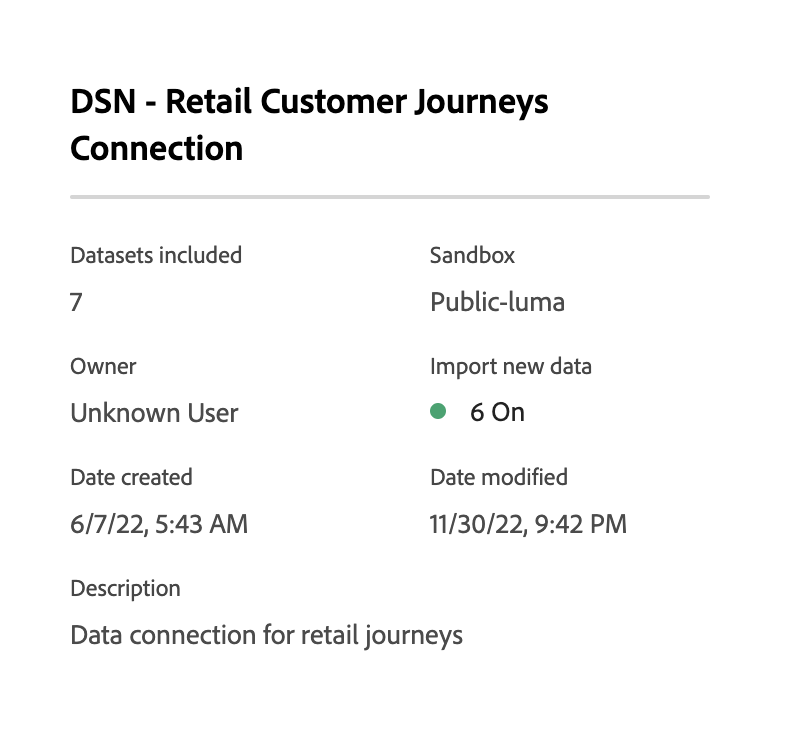 DSN - Retail Customer Journeys
Connection
Datasets included
7
Sandbox
Public-luma
Owner
Unknown User
Import new data
6 On
Date created
6/7/22, 5:43 AM
Date modified
11/30/22, 9:42 PM
Description
Data connection for retail journeys